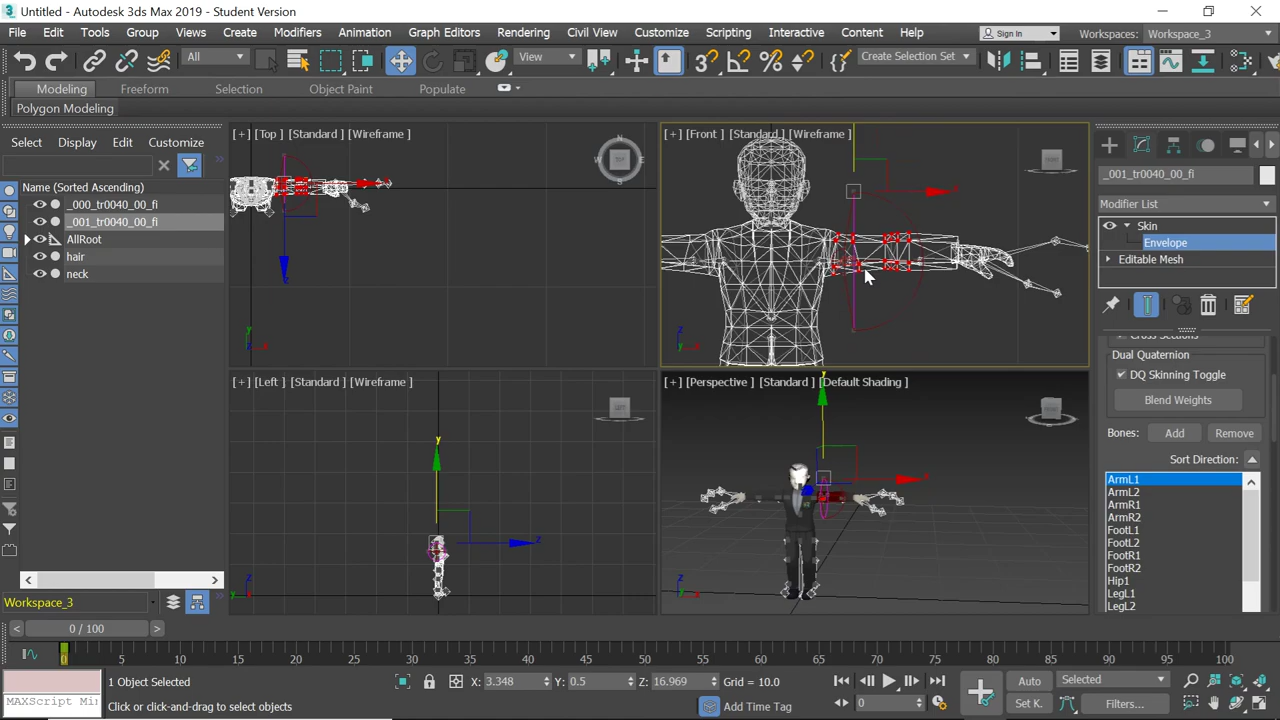 Untitled - Autodesk 3ds Max 2019 - Student Version
File Edit Tools Group Views Create Modifiers Animation Graph Editors Rendering Civil View Customize Scripting Interactive Content Help Sign In Workspaces: Workspace_3
All View Create Selection Set
Modeling Freeform Selection Object Paint Populate
Polygon Modeling
Select Display Edit Customize
Name (Sorted Ascending)
_000_tr0040_00_fi
_001_tr0040_00_fi
AllRoot
hair
neck
Workspace_3
[+] [Top] [Standard] [Wireframe]
[+] [Front] [Standard] [Wireframe]
[+] [Left] [Standard] [Wireframe]
[+] [Perspective] [Standard] [Default Shading]
_001_tr0040_00_fi
Modifier List
Skin
Envelope
Editable Mesh
Cross Sections
Dual Quaternion
DQ Skinning Toggle
Blend Weights
Bones: Add Remove
Sort Direction:
ArmL1
ArmL2
ArmR1
ArmR2
FootL1
FootL2
FootR1
FootR2
Hip1
LegL1
LegL2
0 / 100
0 5 10 15 20 25 30 35 40 45 50 55 60 65 70 75 80 85 90 95 100
1 Object Selected X: 3.348 Y: 0.5 Z: 16.969 Grid = 10.0 Auto Selected
MAXScript Mi Click or click-and-drag to select objects Add Time Tag Set K. Filters... 0